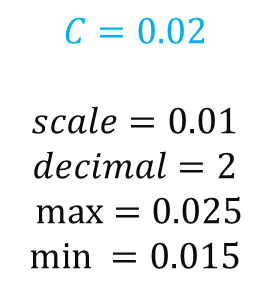 C = 0.02
scale = 0.01
decimal = 2
max = 0.025
min = 0.015